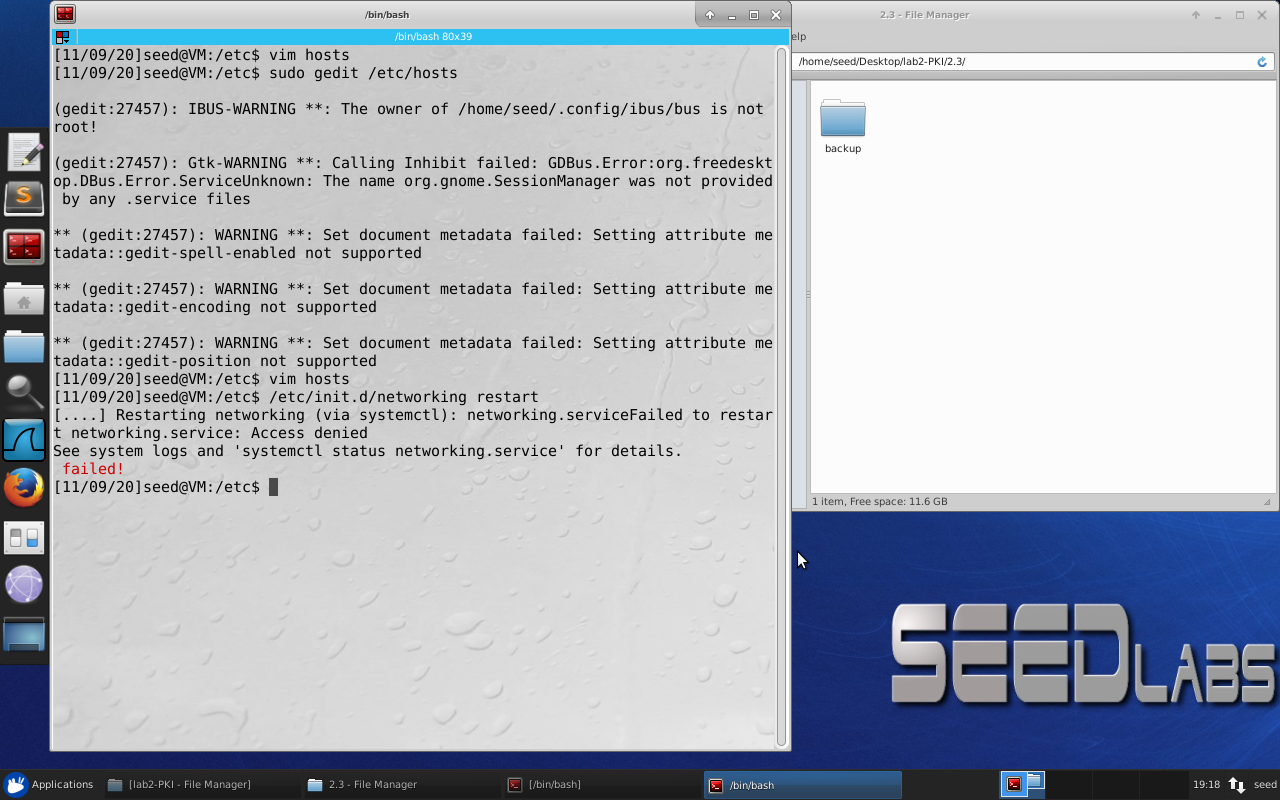 /bin/bash
/bin/bash 80x39
[11/09/20]seed@VM:/etc$ vim hosts
[11/09/20]seed@VM:/etc$ sudo gedit /etc/hosts
(gedit:27457): IBUS-WARNING **: The owner of /home/seed/.config/ibus/bus is not
root!
(gedit:27457): Gtk-WARNING **: Calling Inhibit failed: GDBus.Error:org.freedeskt
op.DBus.Error.ServiceUnknown: The name org.gnome.SessionManager was not provided
 by any .service files
** (gedit:27457): WARNING **: Set document metadata failed: Setting attribute me
tadata::gedit-spell-enabled not supported
** (gedit:27457): WARNING **: Set document metadata failed: Setting attribute me
tadata::gedit-encoding not supported
** (gedit:27457): WARNING **: Set document metadata failed: Setting attribute me
tadata::gedit-position not supported
[11/09/20]seed@VM:/etc$ vim hosts
[11/09/20]seed@VM:/etc$ /etc/init.d/networking restart
[....] Restarting networking (via systemctl): networking.serviceFailed to restar
t networking.service: Access denied
See system logs and 'systemctl status networking.service' for details.
 failed!
[11/09/20]seed@VM:/etc$
2.3 - File Manager
elp
/home/seed/Desktop/lab2-PKI/2.3/
backup
1 item, Free space: 11.6 GB
SEEDLABS
Applications
[lab2-PKI - File Manager]
2.3 - File Manager
[/bin/bash]
/bin/bash
19:18
seed